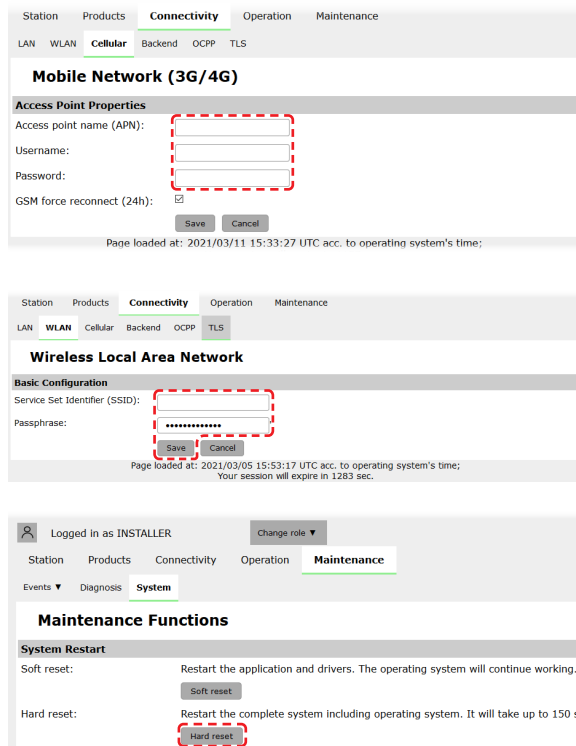 Station Products Connectivity Operation Maintenance
LAN WLAN Cellular Backend OCPP TLS
Mobile Network (3G/4G)
Access Point Properties
Access point name (APN):
Username:
Password:
GSM force reconnect (24h):
Save Cancel
Page loaded at: 2021/03/11 15:33:27 UTC acc. to operating system's time;
Station Products Connectivity Operation Maintenance
LAN WLAN Cellular Backend OCPP TLS
Wireless Local Area Network
Basic Configuration
Service Set Identifier (SSID):
Passphrase: •••••••••••••
Save Cancel
Page loaded at: 2021/03/05 15:53:17 UTC acc. to operating system's time;
Your session will expire in 1283 sec.
Logged in as INSTALLER Change role ▼
Station Products Connectivity Operation Maintenance
Events ▼ Diagnosis System
Maintenance Functions
System Restart
Soft reset: Restart the application and drivers. The operating system will continue working.
Soft reset
Hard reset: Restart the complete system including operating system. It will take up to 150 s
Hard reset